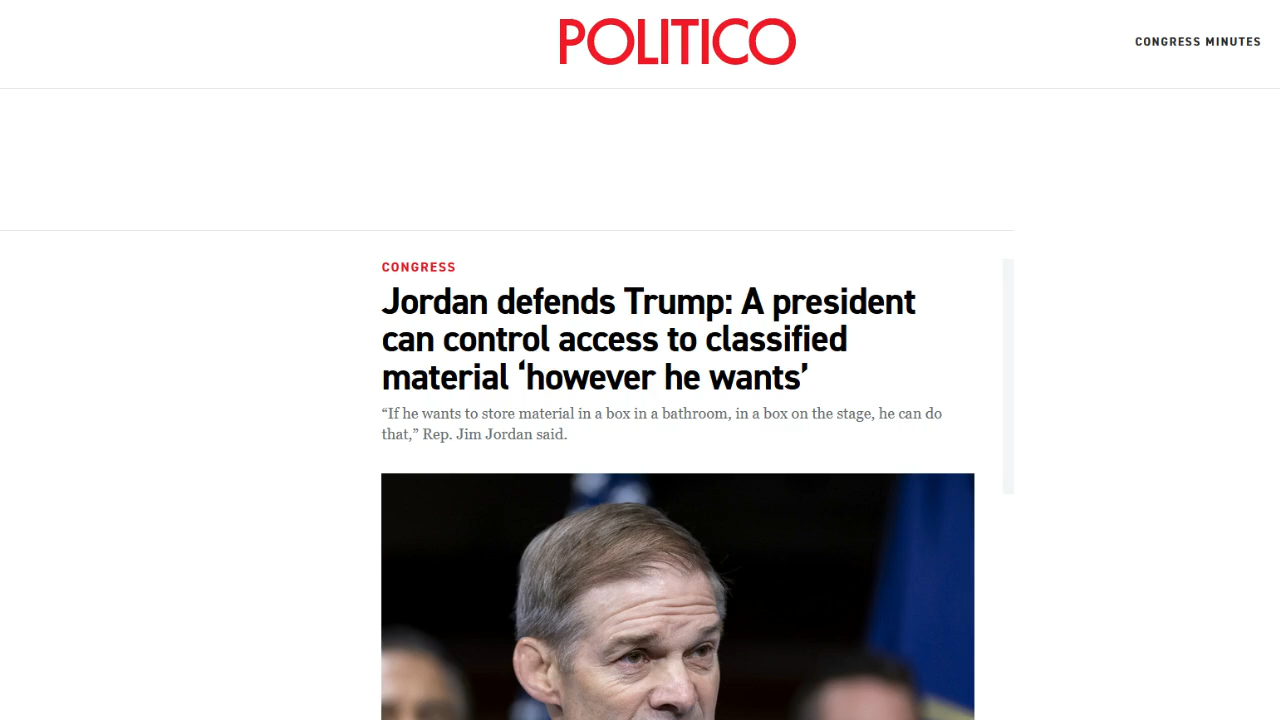 POLITICO
CONGRESS MINUTES
CONGRESS
Jordan defends Trump: A president
can control access to classified
material ‘however he wants’
“If he wants to store material in a box in a bathroom, in a box on the stage, he can do
that,” Rep. Jim Jordan said.